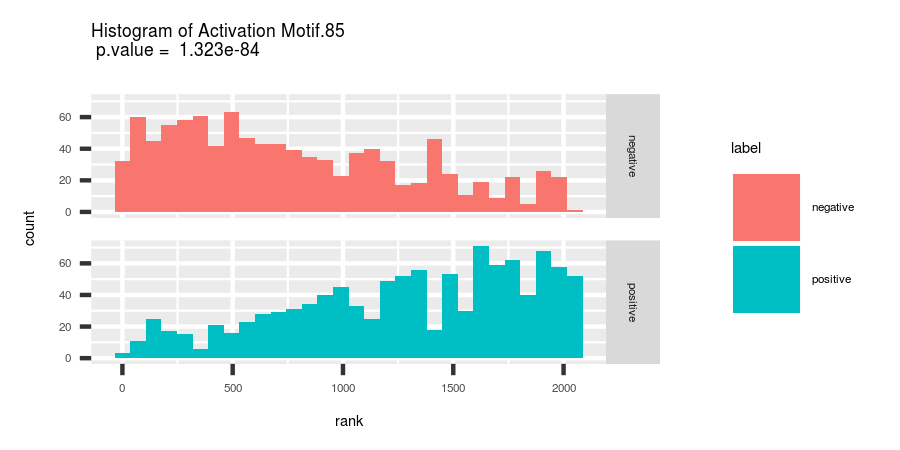 Histogram of Activation Motif.85
p.value = 1.323e-84
count
60
40
20
0
negative
60
40
20
0
positive
0
500
1000
1500
2000
rank
label
negative
positive